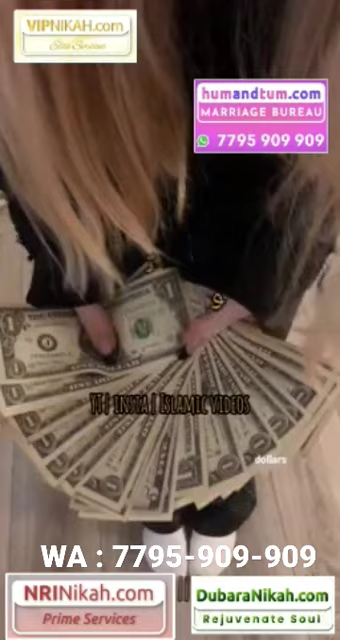 VIPNIKAH.com
Elite Services
humandtum.com
MARRIAGE BUREAU
7795 909 909
TT| INSTA | ISLAMIC VIDEOS
dollars
WA : 7795-909-909
NRINikah.com
Prime Services
DubaraNikah.com
Rejuvenate Soul